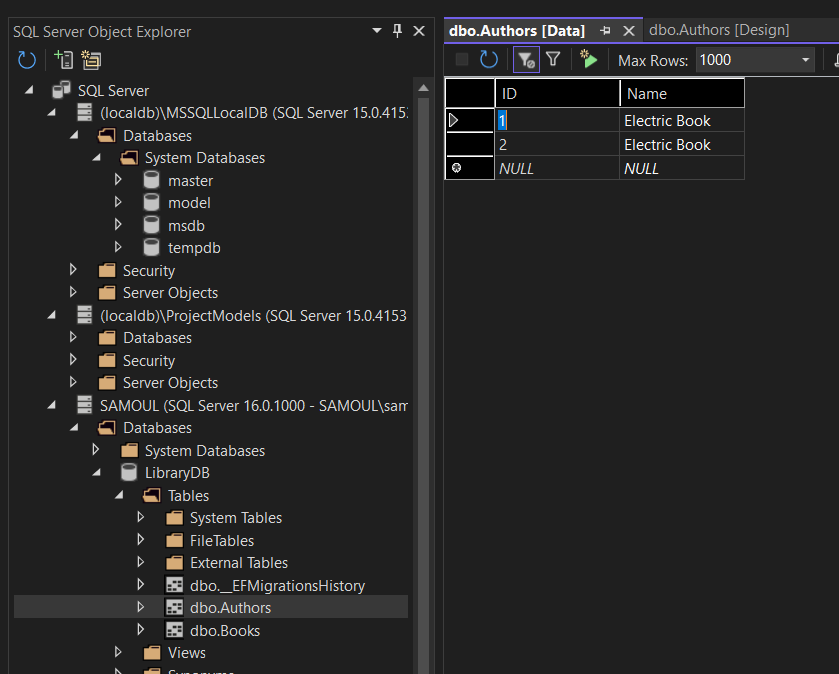 SQL Server Object Explorer
SQL Server
(localdb)\MSSQLLocalDB (SQL Server 15.0.415
Databases
System Databases
master
model
msdb
tempdb
Security
Server Objects
(localdb)\ProjectModels (SQL Server 15.0.4153
Databases
Security
Server Objects
SAMOUL (SQL Server 16.0.1000 - SAMOUL\sam
Databases
System Databases
LibraryDB
Tables
System Tables
FileTables
External Tables
dbo.__EFMigrationsHistory
dbo.Authors
dbo.Books
Views
Synonyms
dbo.Authors [Data] dbo.Authors [Design]
Max Rows: 1000
ID Name
1 Electric Book
2 Electric Book
NULL NULL